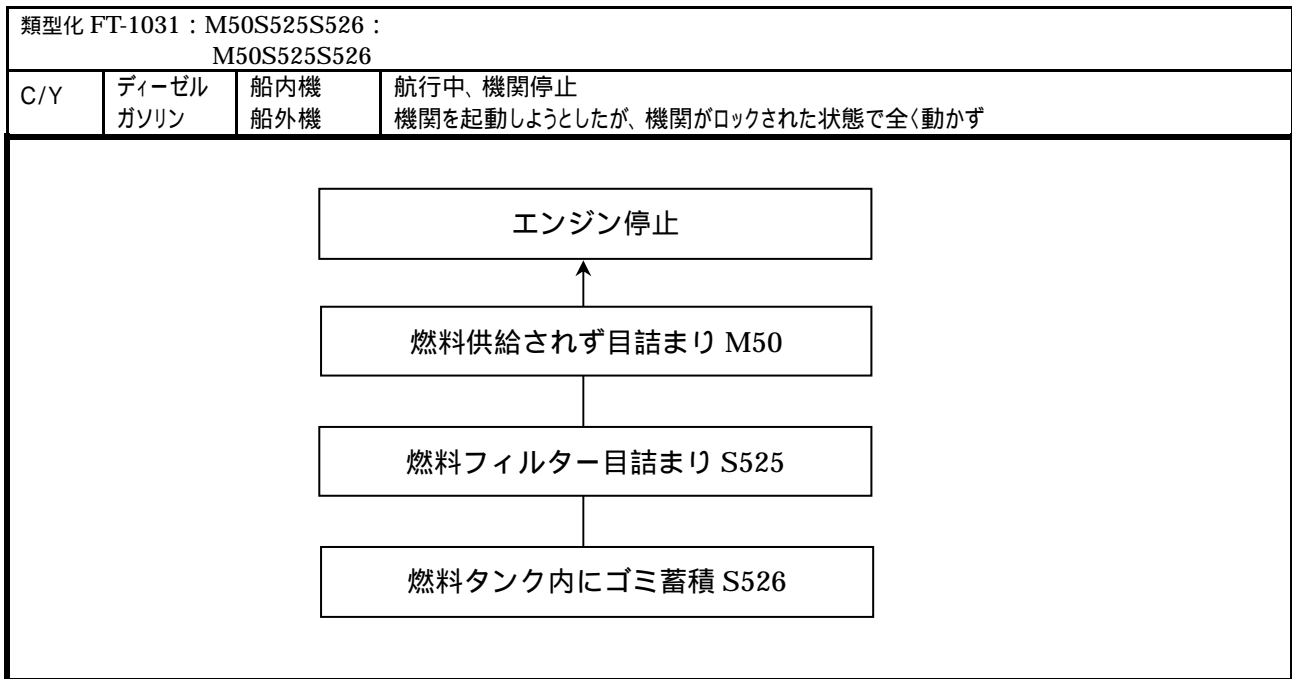 類型化 FT-1031：M50S525S526：
M50S525S526
C/Y
ディーゼル
ガソリン
船内機
船外機
航行中、機関停止
機関を起動しようとしたが、機関がロックされた状態で全く動かず
エンジン停止
燃料供給されず目詰まり M50
燃料フィルター目詰まり S525
燃料タンク内にゴミ蓄積 S526